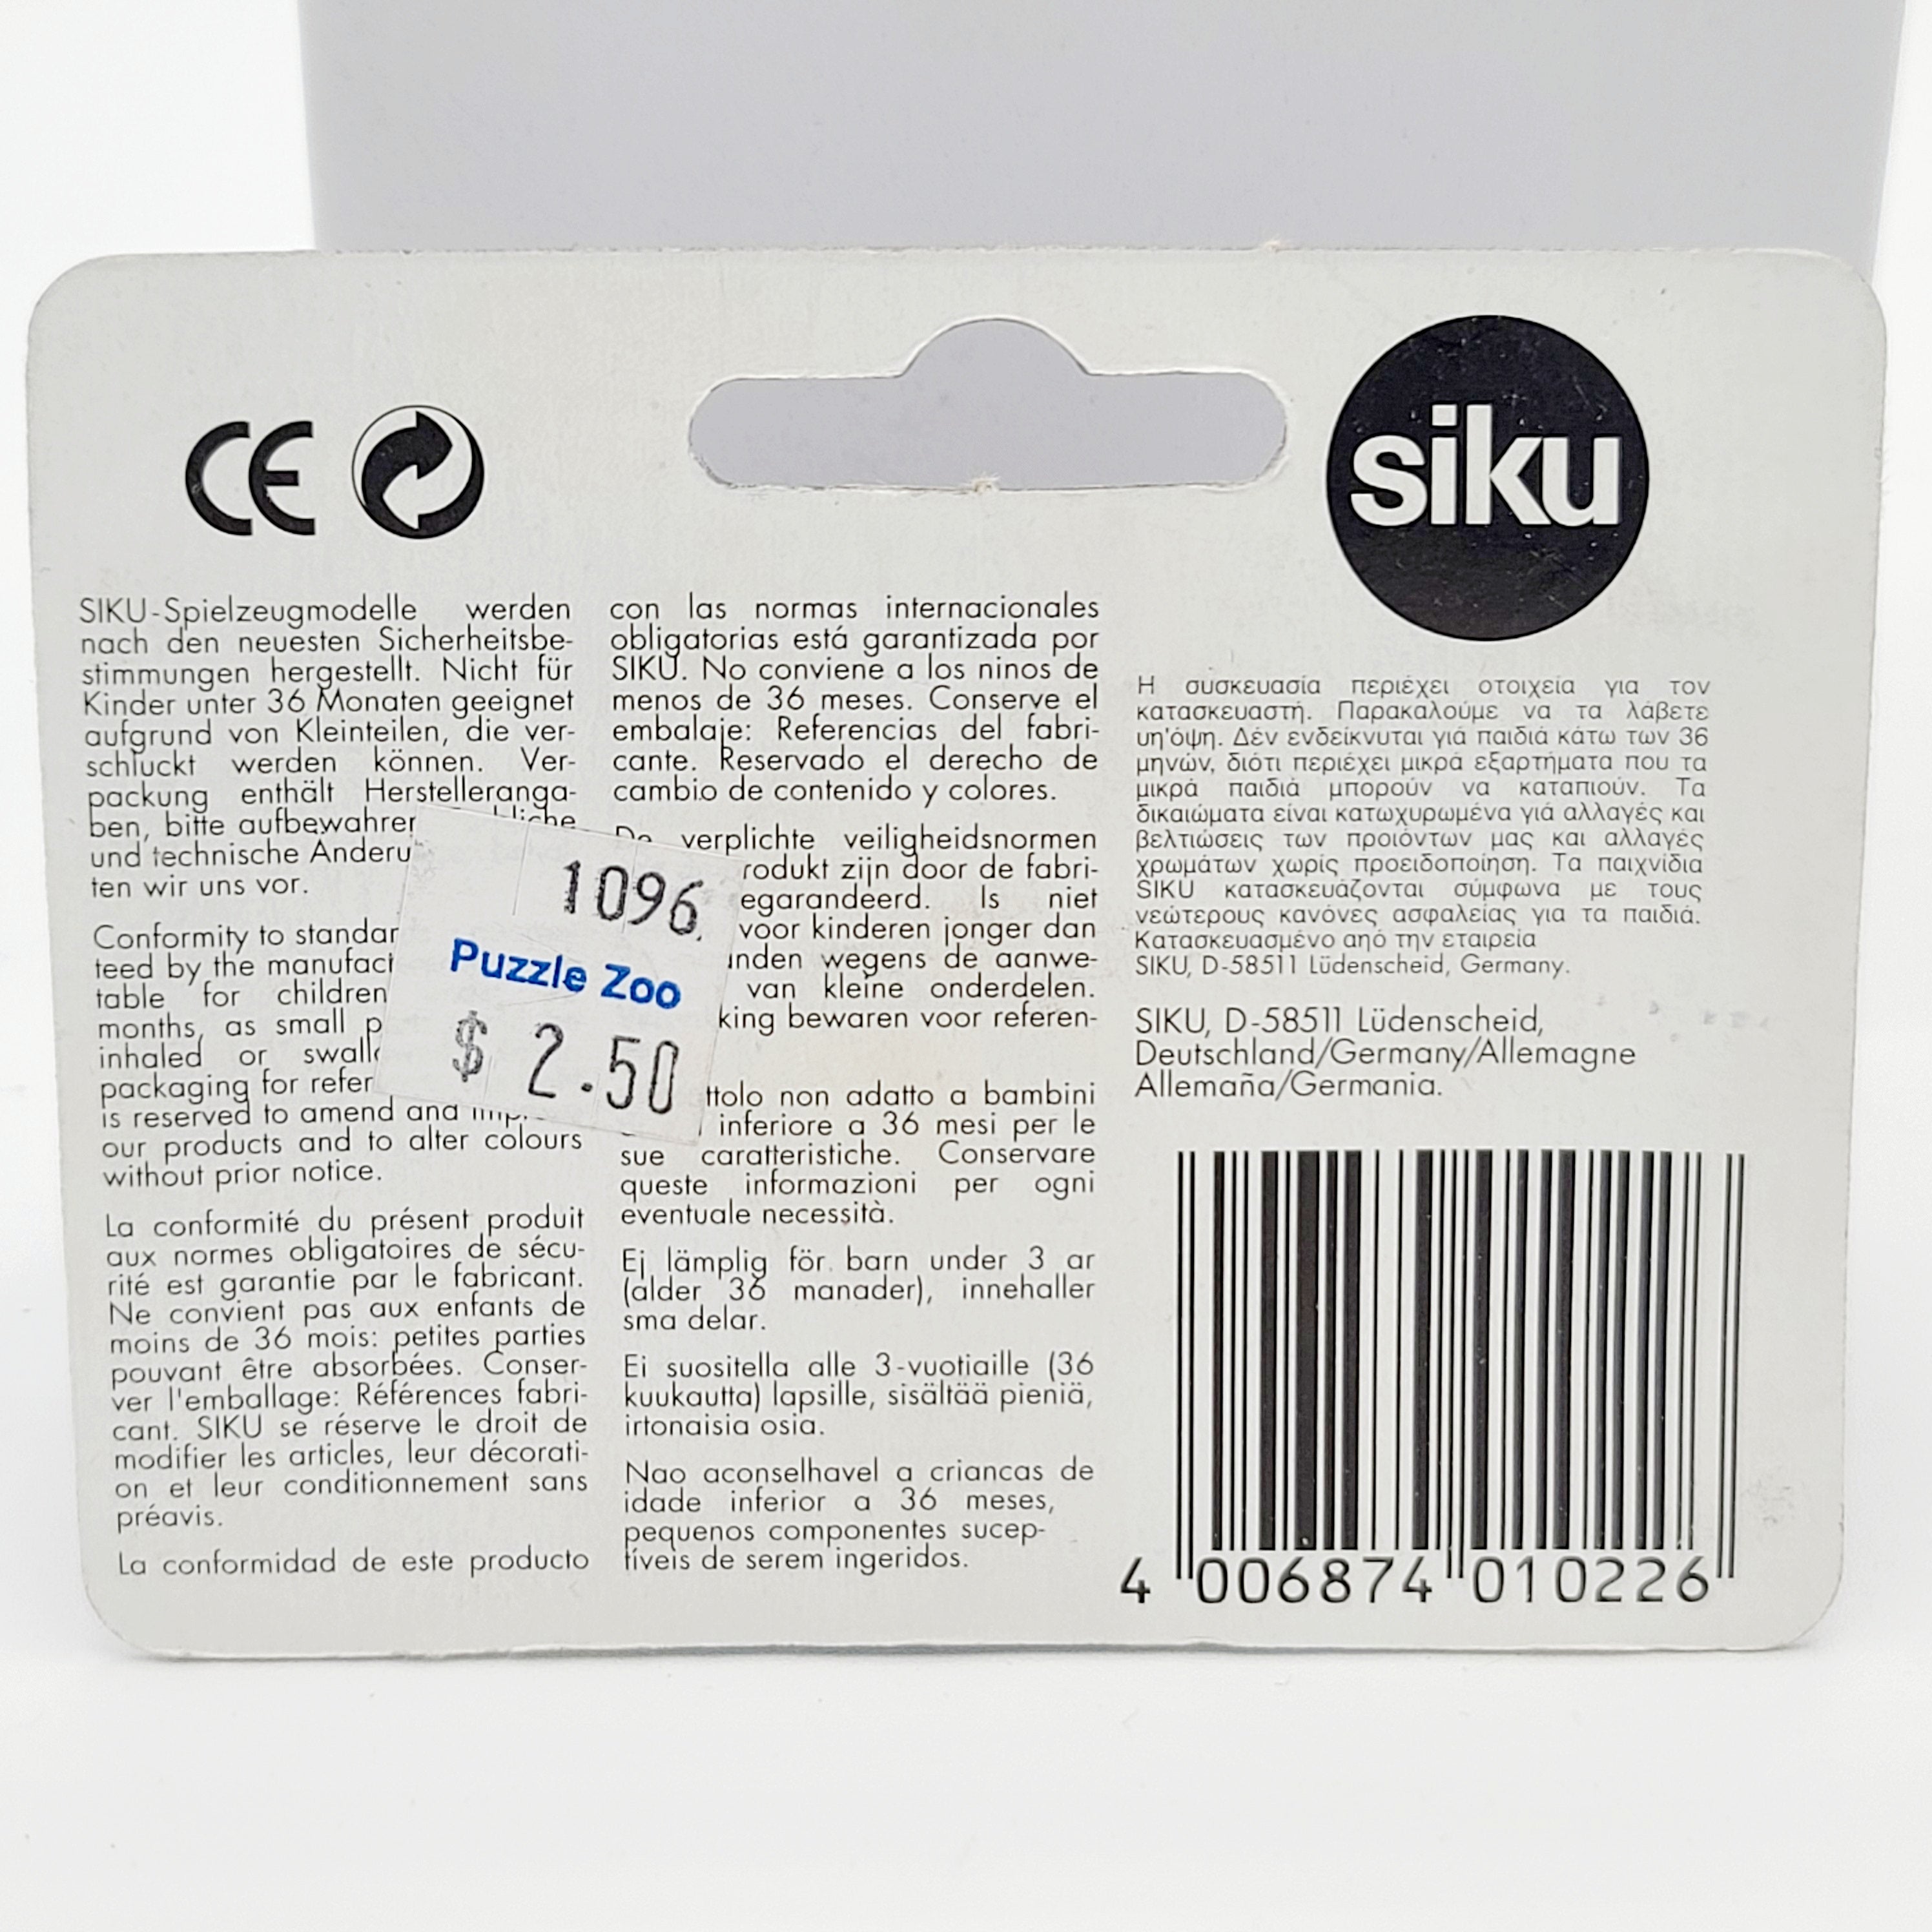 CE
siku
SIKU-Spielzeugmodelle werden
nach den neuesten Sicherheitsbe-
stimmungen hergestellt. Nicht für
Kinder unter 36 Monaten geeignet
aufgrund von Kleinteilen, die ver-
schluckt werden können. Ver-
packung enthält Herstelleranga-
ben, bitte aufbewahren
und technische
ten wir uns vor.
Conformity to
teed by the
table for children
months, as small
inhaled or
packaging for
is reserved to amend and
our products and to alter colours
without prior notice.
La conformité du présent produit
aux normes obligatoires de sécu-
rité est garantie par le fabricant.
Ne convient pas aux enfants de
moins de 36 mois: petites parties
pouvant être absorbées. Conser-
ver l'emballage: Références fabri-
cant. SIKU se réserve le droit de
modifier les articles, leur décorati-
on et leur conditionnement sans
préavis.
La conformidad de este producto
1096
Puzzle Zoo
$ 2.50
con las normas internacionales
obligatorias está garantizada por
SIKU. No conviene a los ninos de
menos de 36 meses. Conserve el
embalaje: Referencias del fabri-
cante. Reservado el derecho de
cambio de contenido y colores.
De verplichte veiligheidsnormen
zijn door de fabri-
Is niet
voor kinderen jonger dan
wegens de aanwe-
van kleine onderdelen.
bewaren voor referen-
non adatto a bambini
inferiore a 36 mesi per le
sue caratteristiche. Conservare
queste informazioni per ogni
eventuale necessità.
Ej lämplig för barn under 3 ar
(alder 36 manader), innehaller
sma delar.
Ei suositella alle 3-vuotiaille (36
kuukautta) lapsille, sisältää pieniä,
irtonaisia osia.
Nao aconselhavel a criancas de
idade inferior a 36 meses,
pequenos componentes sucep-
tíveis de serem ingeridos.
Η συσκευασία περιέχει οτοιχεία για τον
κατασκευαστή. Παρακαλούμε να τα λάβετε
υη'όψη. Δέν ενδείκνυται γιά παιδιά κάτω των 36
μηνών, διότι περιέχει μικρά εξαρτήματα που τα
μικρά παιδιά μπορούν να καταπιούν. Τα
δικαιώματα είναι κατωχυρωμένα γιά αλλαγές και
βελτιώσεις των προιόντων μας και αλλαγές
χρωμάτων χωρίς προειδοποίηση. Τα παιχνίδια
SIKU κατασκευάζονται σύμφωνα με τους
νεώτερους κανόνες ασφαλείας για τα παιδιά.
Κατασκευασμένο αηό την εταιρεία
SIKU, D-58511 Lüdenscheid, Germany.
SIKU, D-58511 Lüdenscheid,
Deutschland/Germany/Allemagne
Allemaña/Germania.
4 006874 010226